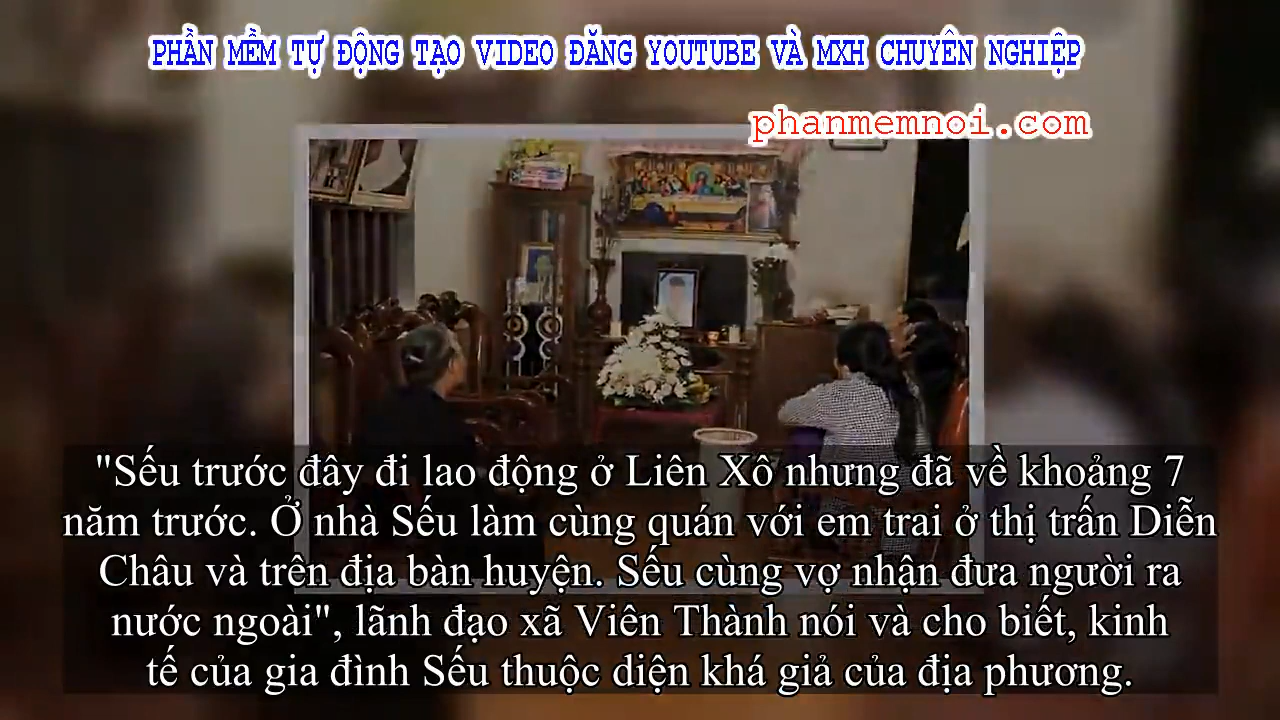 PHẦN MỀM TỰ ĐỘNG TẠO VIDEO ĐĂNG YOUTUBE VÀ MXH CHUYÊN NGHIỆP
phanmemnoi.com
"Sếu trước đây đi lao động ở Liên Xô nhưng đã về khoảng 7
năm trước. Ở nhà Sếu làm cùng quán với em trai ở thị trấn Diễn
Châu và trên địa bàn huyện. Sếu cùng vợ nhận đưa người ra
nước ngoài", lãnh đạo xã Viên Thành nói và cho biết, kinh
tế của gia đình Sếu thuộc diện khá giả của địa phương.